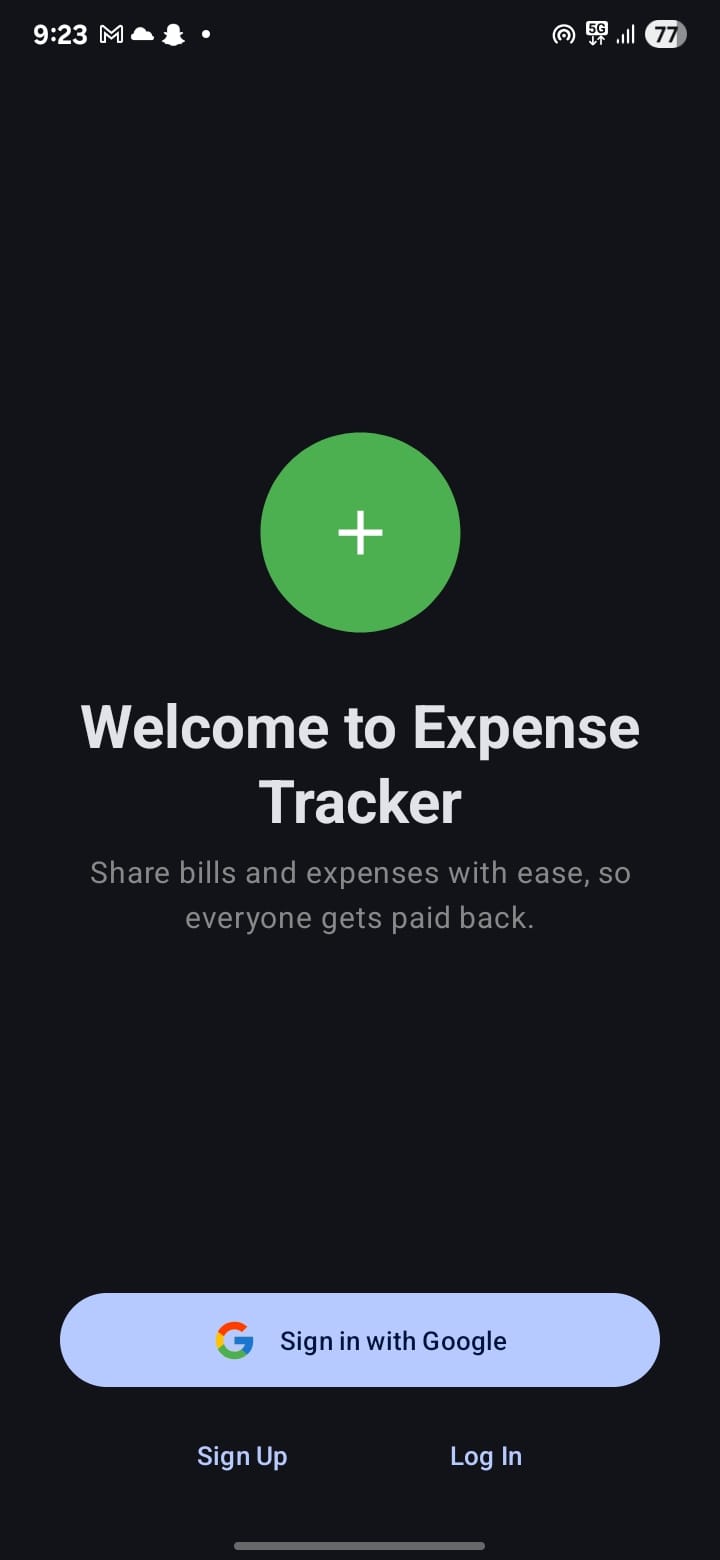 9:23
5G
77
Welcome to Expense
Tracker
Share bills and expenses with ease, so
everyone gets paid back.
Sign in with Google
Sign Up
Log In